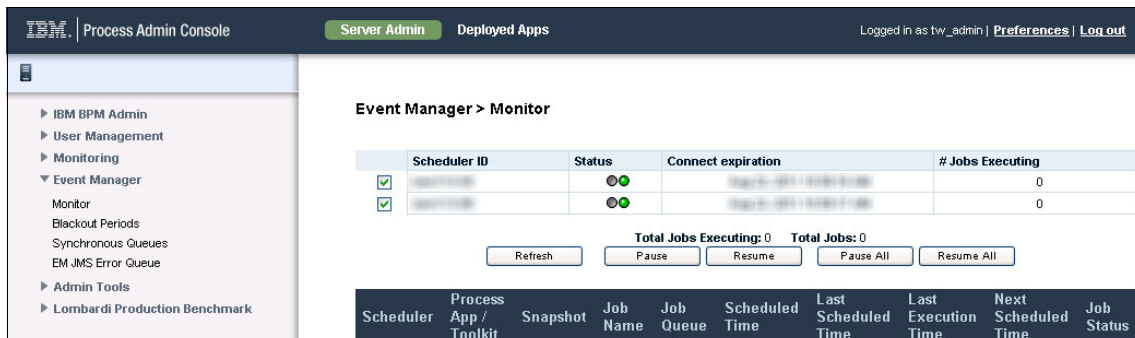 IBM. Process Admin Console
Server Admin
Deployed Apps
Logged in as tw_admin | Preferences | Log out
IBM BPM Admin
User Management
Monitoring
Event Manager
Monitor
Blackout Periods
Synchronous Queues
EM JMS Error Queue
Admin Tools
Lombardi Production Benchmark
Event Manager > Monitor
Scheduler ID Status Connect expiration # Jobs Executing
0
0
Total Jobs Executing: 0 Total Jobs: 0
Refresh Pause Resume Pause All Resume All
Scheduler
Process
App /
Toolkit
Snapshot
Job
Name
Job
Queue
Scheduled
Time
Last
Scheduled
Time
Last
Execution
Time
Next
Scheduled
Time
Job
Status